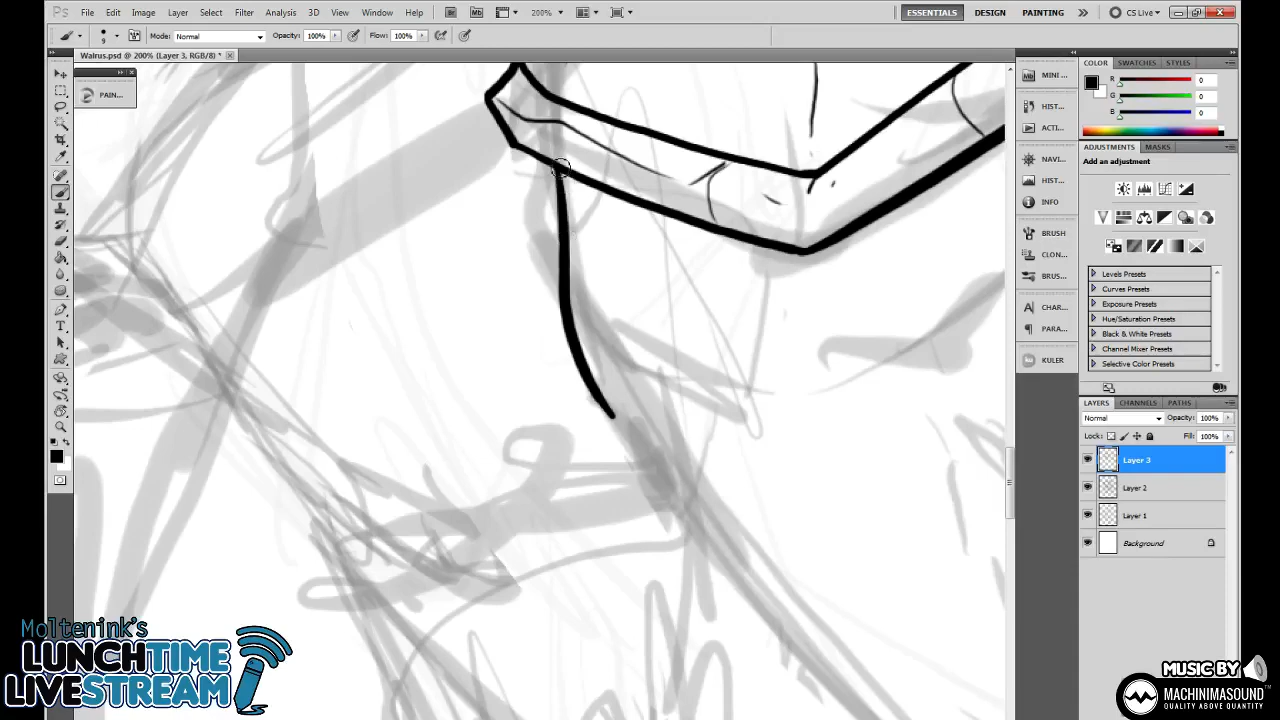 Ps File Edit Image Layer Select Filter Analysis 3D View Window Help Br Mb 200% ESSENTIALS DESIGN PAINTING CS Live
9 Mode: Normal Opacity: 100% Flow: 100%
Walrus.psd @ 200% (Layer 3, RGB/8) *
PAIN...
MINI ...
HIST...
ACTI...
NAVI...
HIST...
INFO
BRUSH
CLON...
BRUS...
CHAR...
PARA...
KULER
COLOR SWATCHES STYLES
R 0
G 0
B 0
ADJUSTMENTS MASKS
Add an adjustment
Levels Presets
Curves Presets
Exposure Presets
Hue/Saturation Presets
Black & White Presets
Channel Mixer Presets
Selective Color Presets
LAYERS CHANNELS PATHS
Normal Opacity: 100%
Lock: Fill: 100%
Layer 3
Layer 2
Layer 1
Background
Moltenink's
LUNCHTIME
LIVESTREAM
MUSIC BY
MACHINIMASOUND™
QUALITY ABOVE QUANTITY